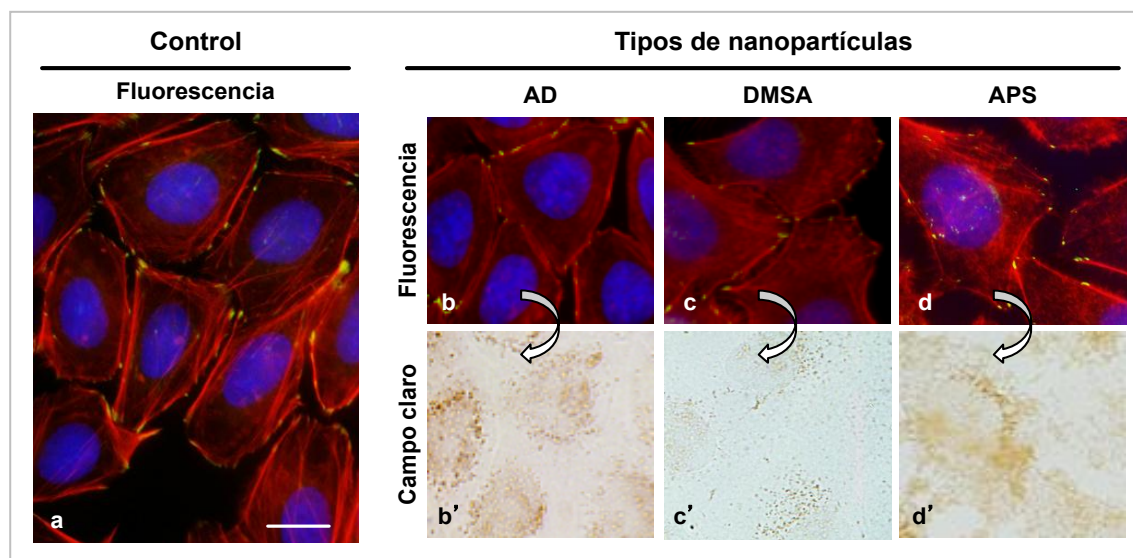 Control
Tipos de nanopartículas
Fluorescencia
AD
DMSA
APS
Fluorescencia
a
b
c
d
Campo claro
b’
c’
d'